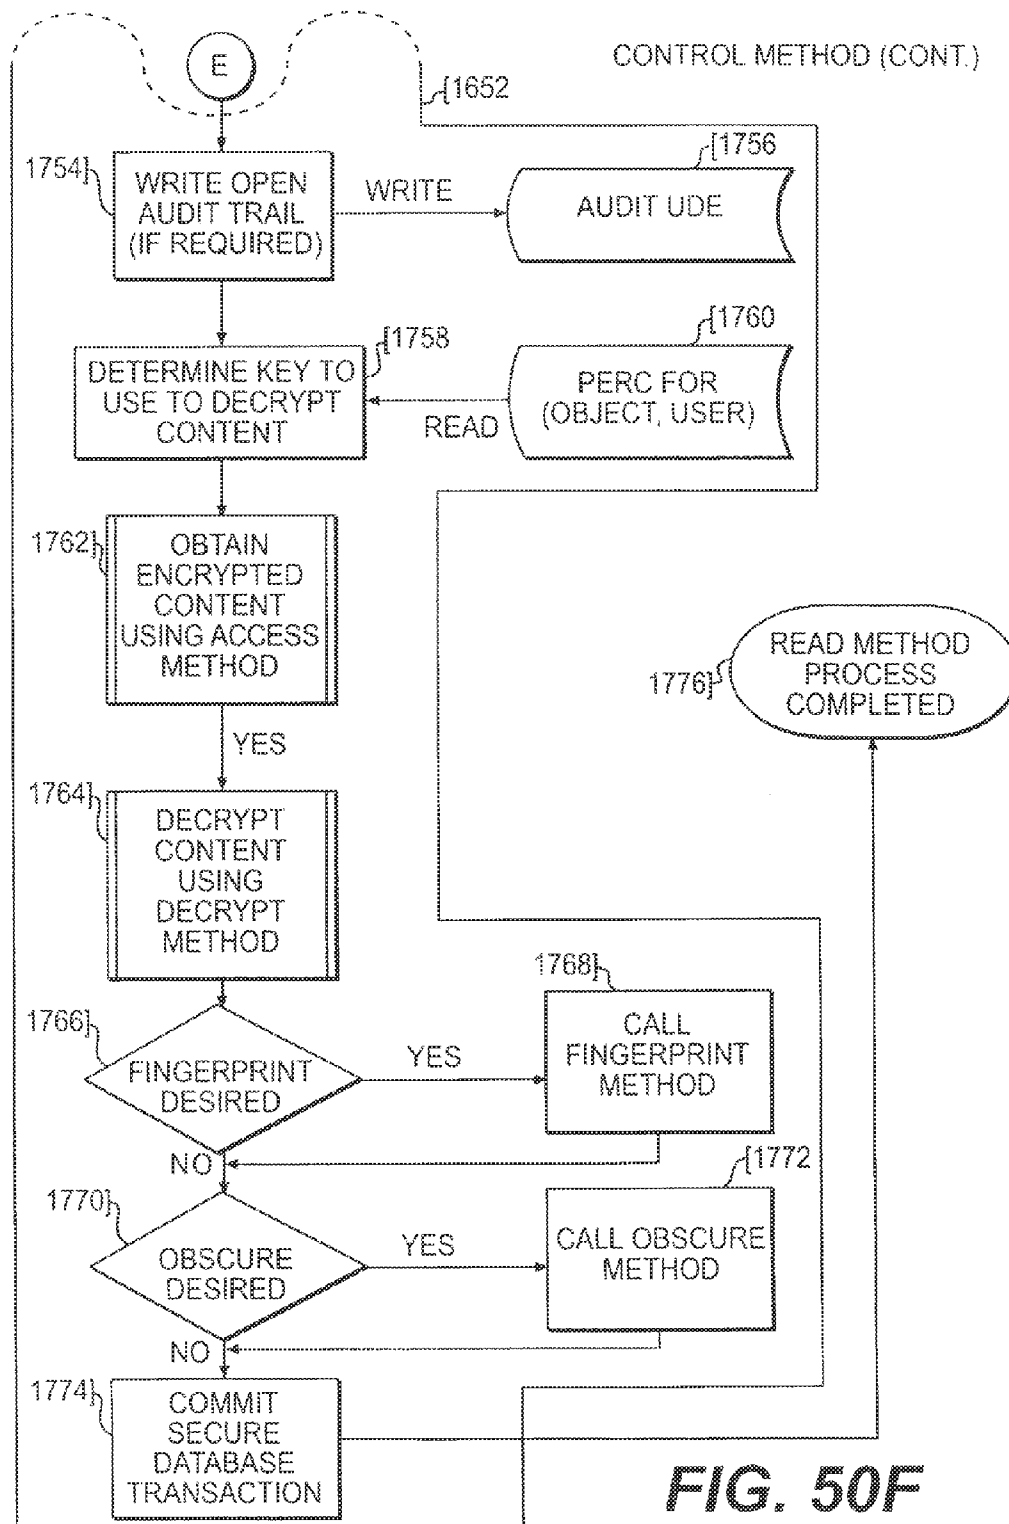 E
CONTROL METHOD (CONT.)
[1652
1754]
WRITE OPEN
AUDIT TRAIL
(IF REQUIRED)
WRITE
[1756
AUDIT UDE
[1758
DETERMINE KEY TO
USE TO DECRYPT
CONTENT
READ
[1760
PERC FOR
(OBJECT, USER)
1762]
OBTAIN
ENCRYPTED
CONTENT
USING ACCESS
METHOD
YES
1776]
READ METHOD
PROCESS
COMPLETED
1764]
DECRYPT
CONTENT
USING
DECRYPT
METHOD
1766]
FINGERPRINT
DESIRED
YES
1768]
CALL
FINGERPRINT
METHOD
NO
1770]
OBSCURE
DESIRED
YES
[1772
CALL OBSCURE
METHOD
NO
1774]
COMMIT
SECURE
DATABASE
TRANSACTION
FIG. 50F